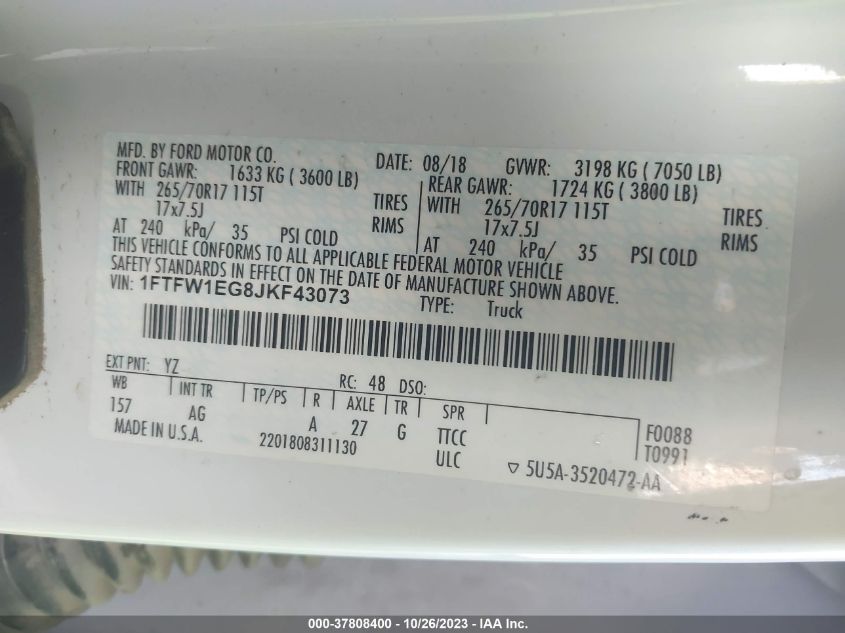 MFD. BY FORD MOTOR CO. DATE: 08/18 GVWR: 3198 KG ( 7050 LB)
FRONT GAWR: 1633 KG ( 3600 LB) REAR GAWR: 1724 KG ( 3800 LB)
WITH 265/70R17 115T TIRES WITH 265/70R17 115T TIRES
17x7.5J RIMS 17x7.5J RIMS
AT 240 kPa/ 35 PSI COLD AT 240 kPa/ 35 PSI COLD
THIS VEHICLE CONFORMS TO ALL APPLICABLE FEDERAL MOTOR VEHICLE
SAFETY STANDARDS IN EFFECT ON THE DATE OF MANUFACTURE SHOWN ABOVE.
VIN: 1FTFW1EG8JKF43073 TYPE: Truck
EXT PNT: YZ RC: 48 DSO:
WB INT TR TP/PS R AXLE TR SPR
157 AG A 27 G TTCC F0088
MADE IN U.S.A. 2201808311130 ULC T0991
5U5A-3520472-AA
000-37808400 - 10/26/2023 - IAA Inc.